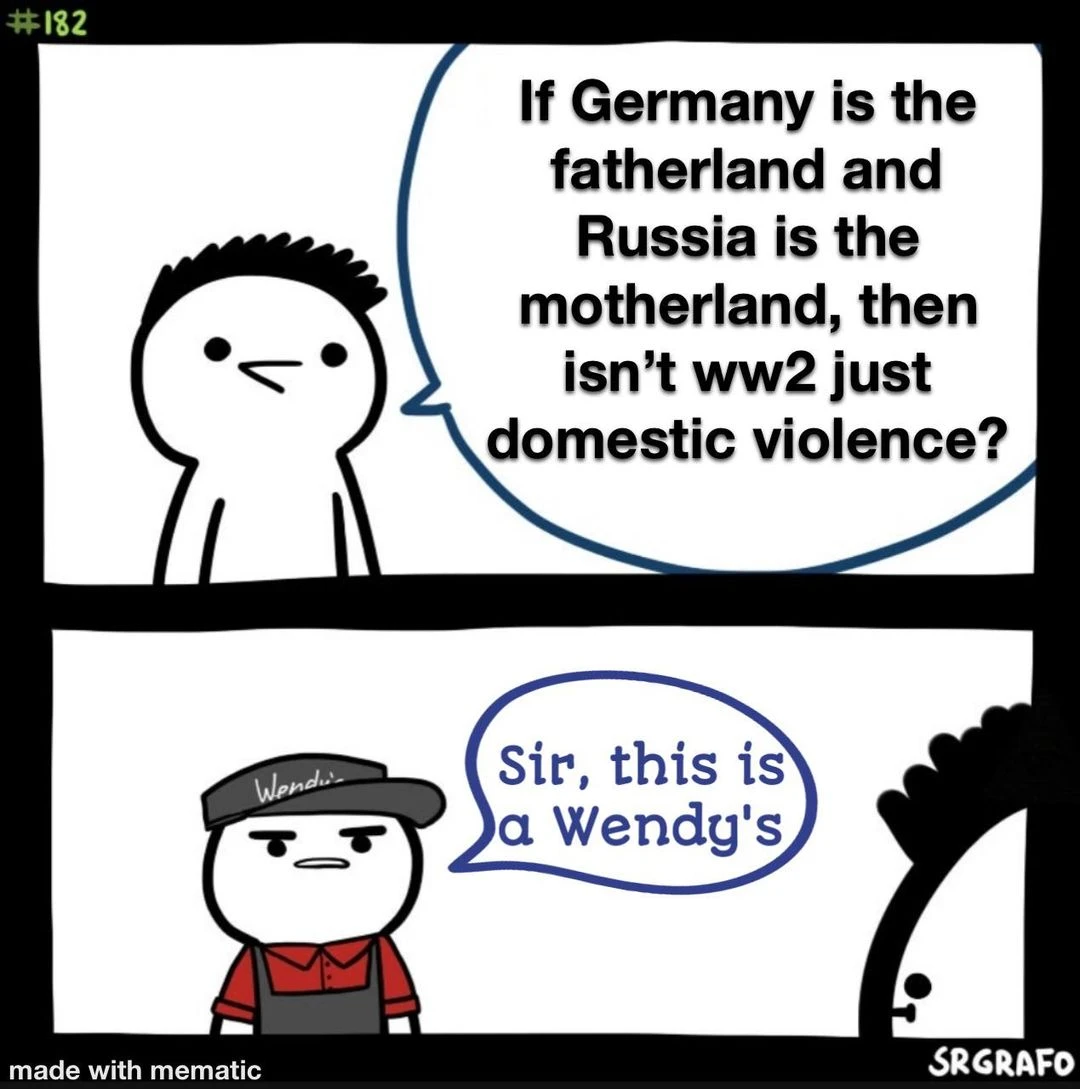 #182
If Germany is the
fatherland and
Russia is the
motherland, then
isn’t ww2 just
domestic violence?
Wendy's
Sir, this is
a Wendy's
made with mematic
SRGRAFO